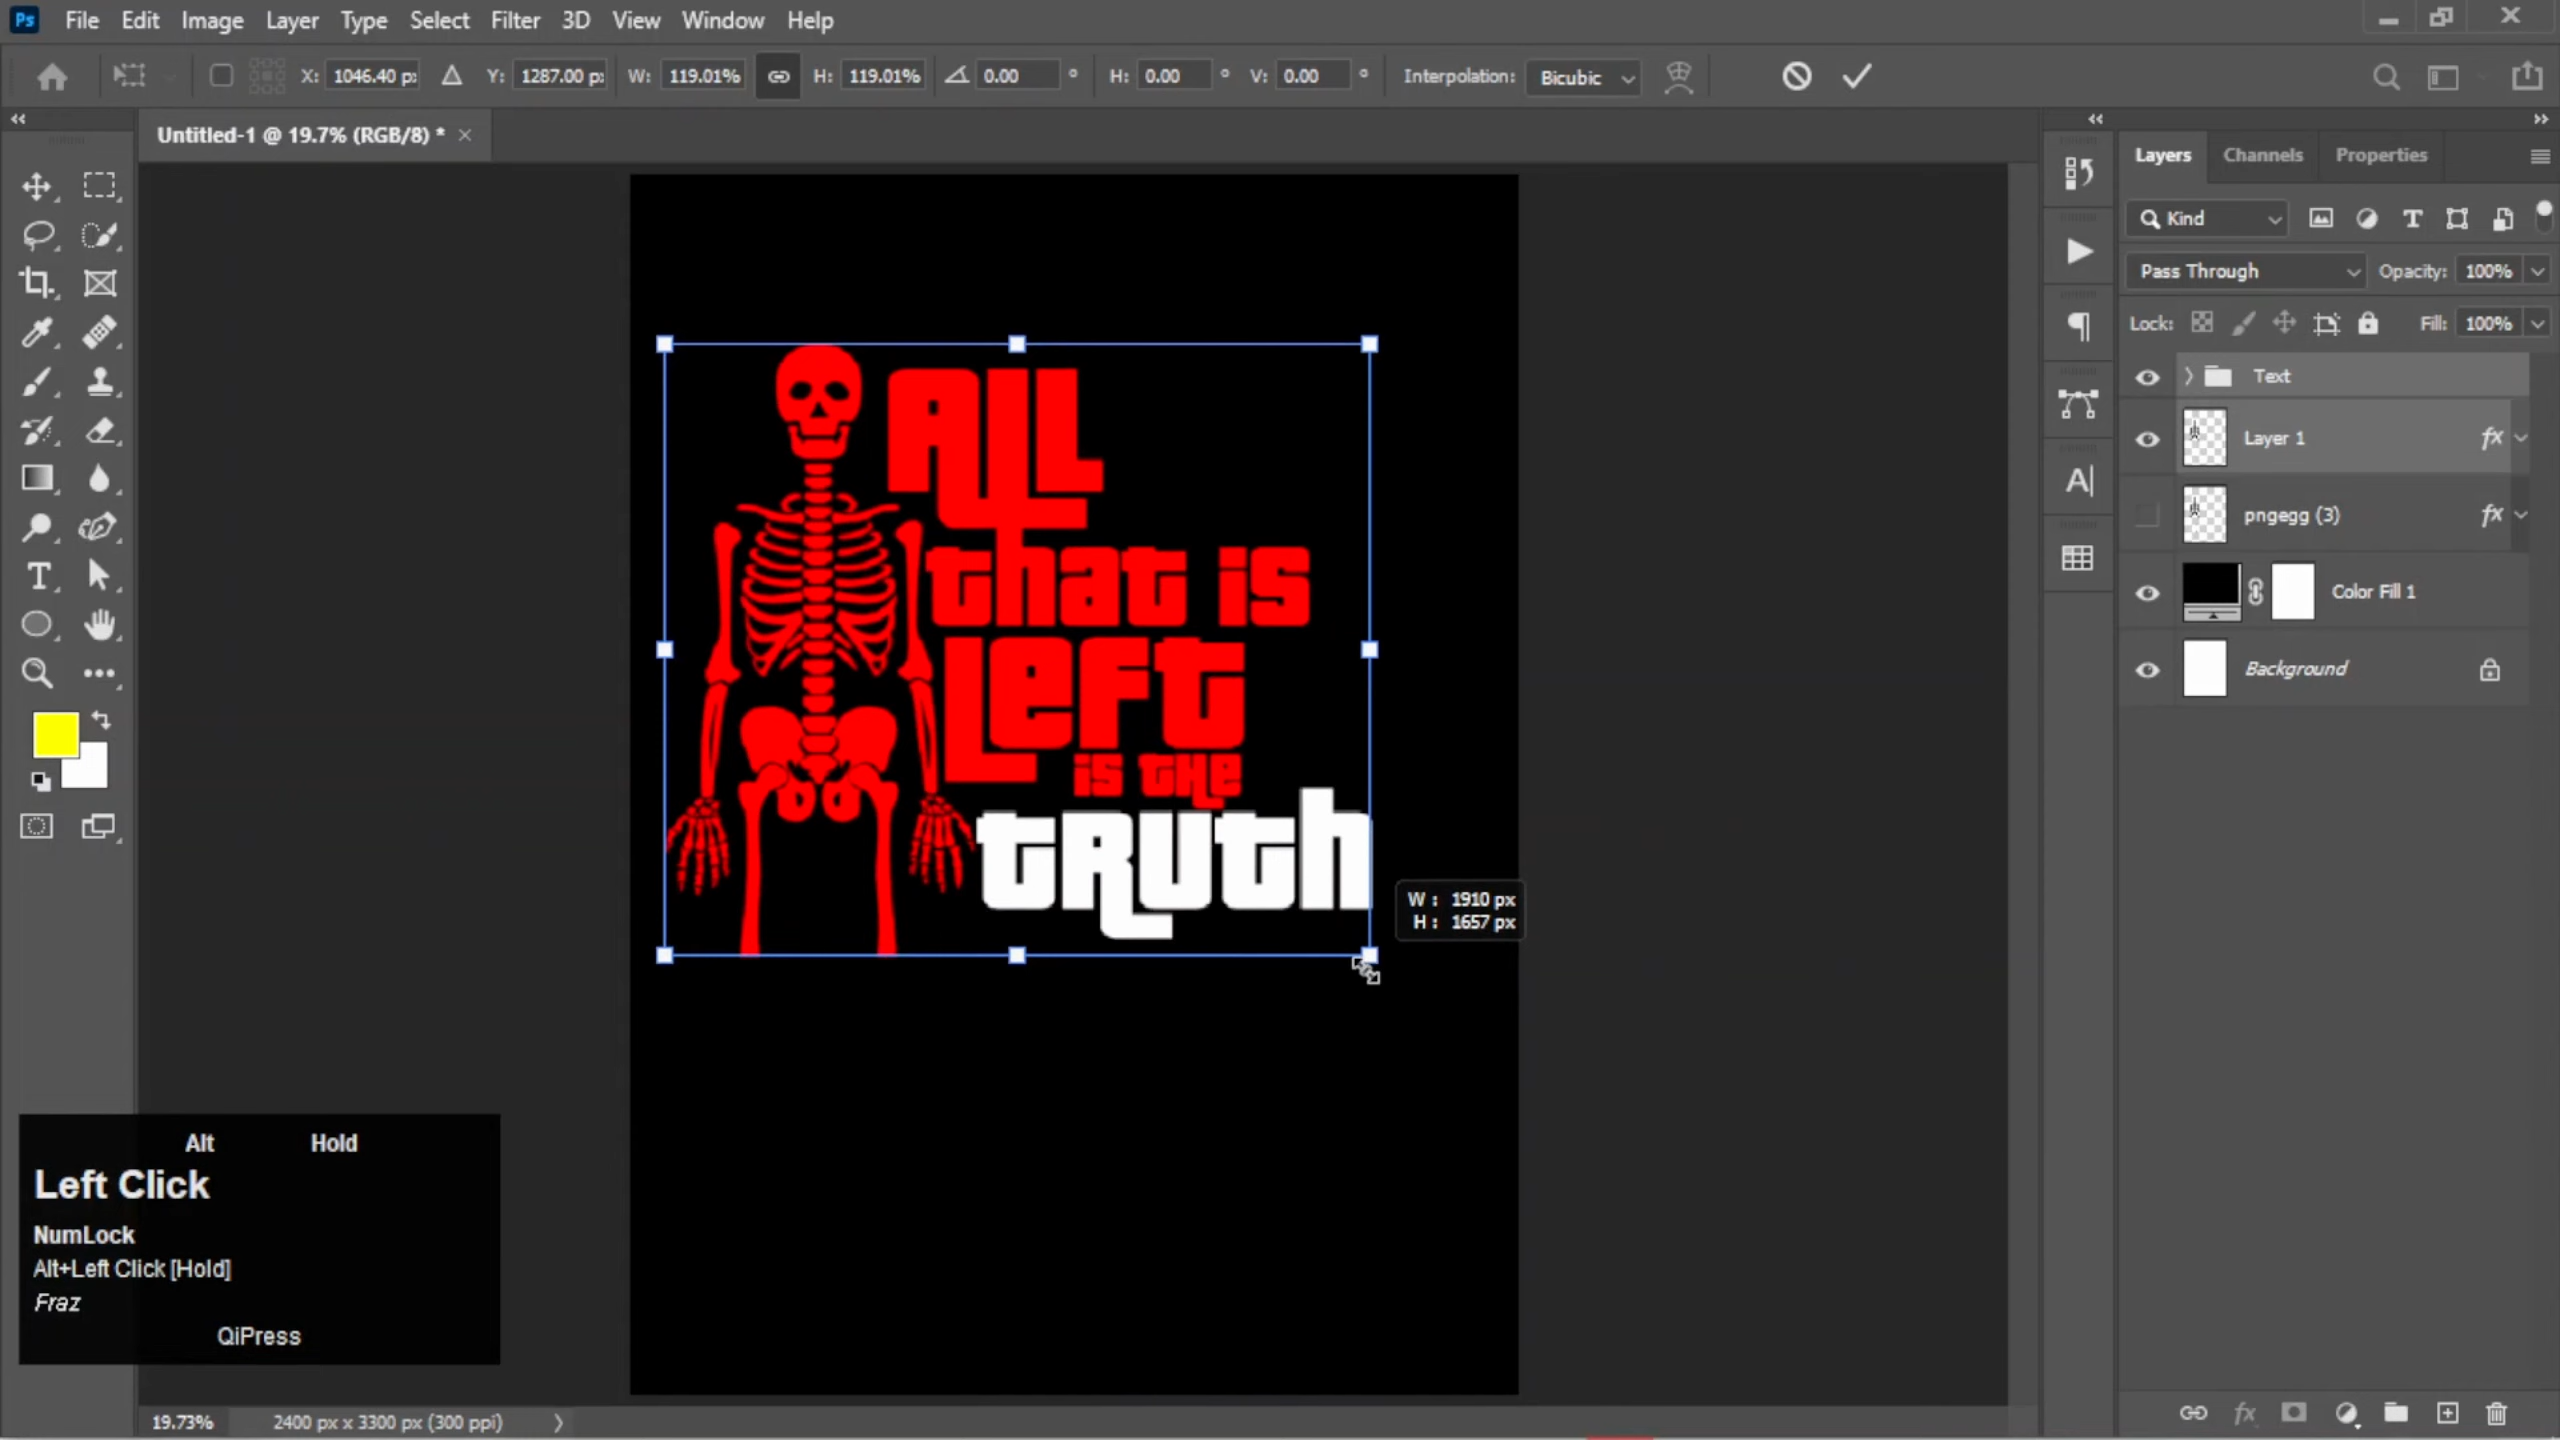 Ps File Edit Image Layer Type Select Filter 3D View Window Help
X: 1046.40 p: Y: 1287.00 p: W: 119.01% H: 119.01% 0.00 ° H: 0.00 ° V: 0.00 ° Interpolation: Bicubic
Untitled-1 @ 19.7% (RGB/8) * ×
Layers Channels Properties
Kind
Pass Through Opacity: 100%
Lock: Fill: 100%
Text
Layer 1 fx
pngegg (3) fx
Color Fill 1
Background
All
that is
Left
is the
tRuth
W : 1910 px
H : 1657 px
Alt Hold
Left Click
NumLock
Alt+Left Click [Hold]
Fraz
QiPress
19.73% 2400 px x 3300 px (300 ppi)